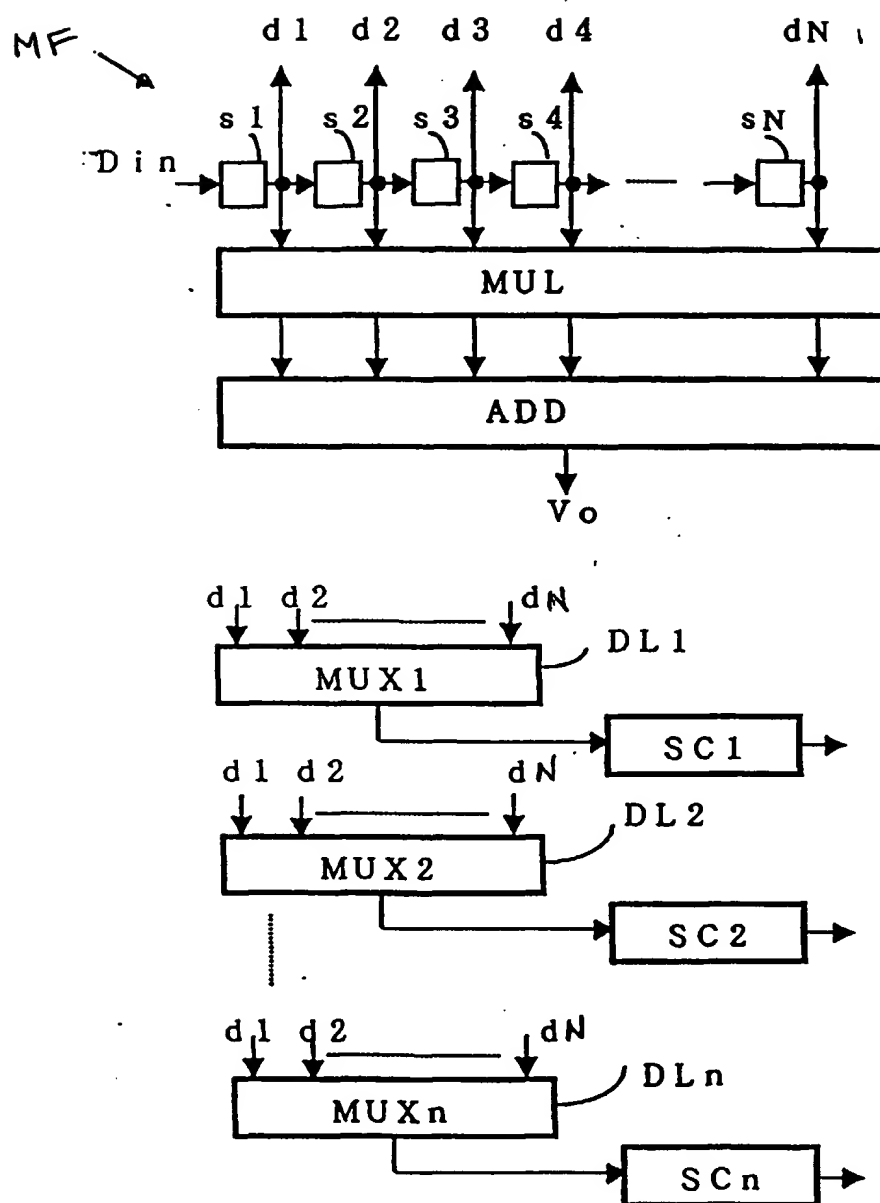 MF
d1 d2 d3 d4 dN
s1 s2 s3 s4 sN
Din
MUL
ADD
Vo
d1 d2 dN
DL1
MUX1
SC1
d1 d2 dN
DL2
MUX2
SC2
d1 d2 dN
DLn
MUXn
SCn